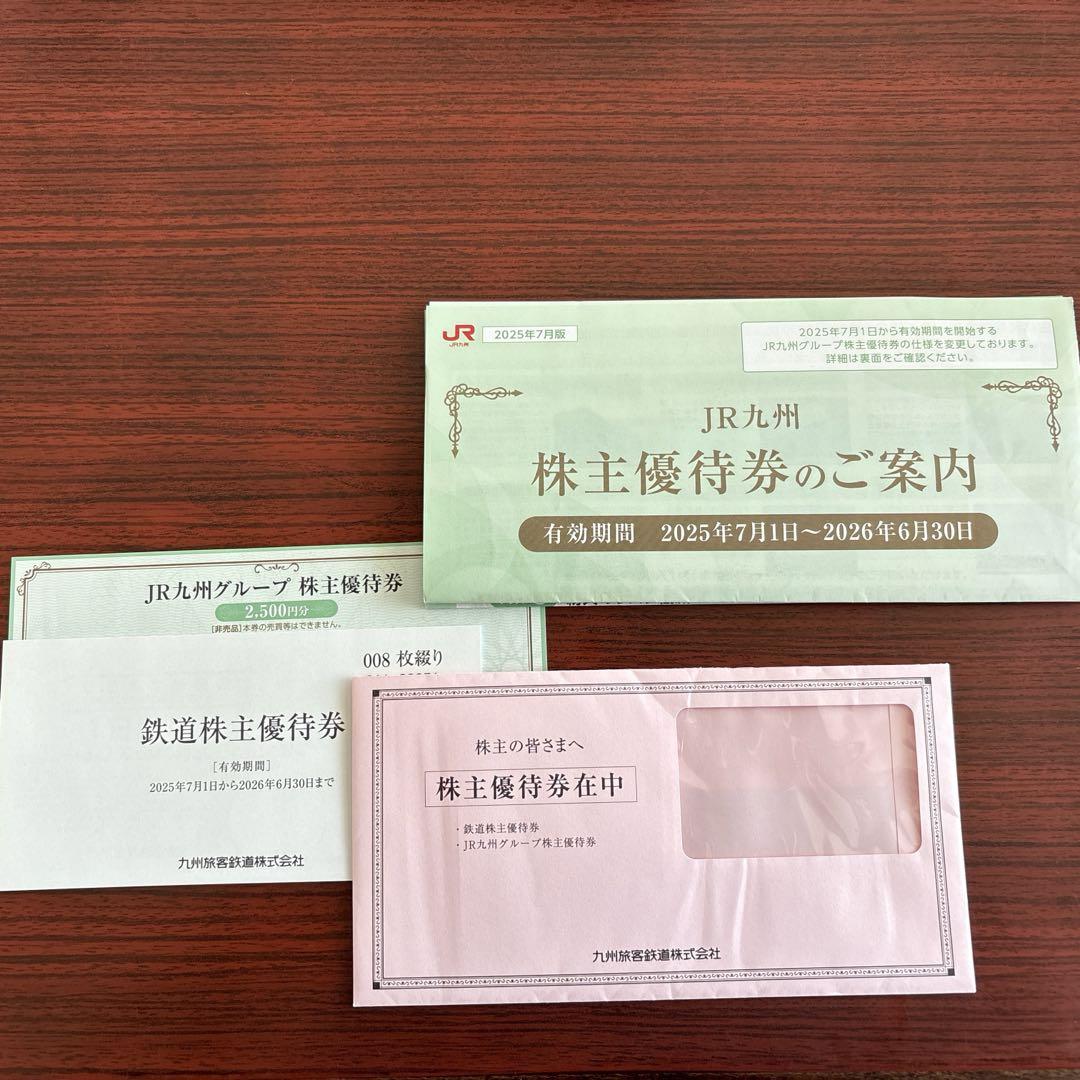 JR
JR九州
2025年7月版
2025年7月1日から有効期間を開始する
JR九州グループ株主優待券の仕様を変更しております。
詳細は裏面をご確認ください。
JR九州
株主優待券のご案内
有効期間 2025年7月1日～2026年6月30日
JR九州グループ 株主優待券
2,500円分
[非売品]本券の売買等はできません。
008 枚綴り
鉄道株主優待券
[有効期間]
2025年7月1日から2026年6月30日まで
九州旅客鉄道株式会社
株主の皆さまへ
株主優待券在中
・鉄道株主優待券
・JR九州グループ株主優待券
九州旅客鉄道株式会社